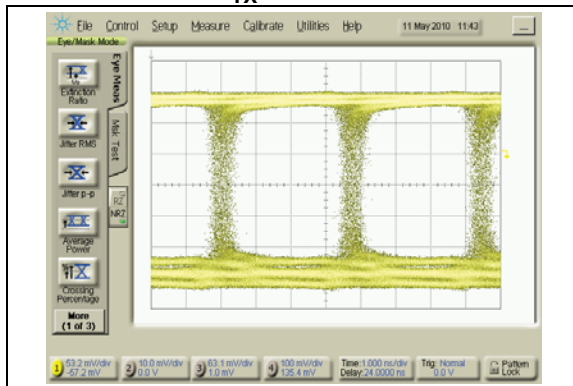 File Control Setup Measure Calibrate Utilities Help 11 May 2010 11:43
Eye/Mask Mode
Eye Meas
Msk Test
RZ
NRZ
Extinction
Ratio
Jitter RMS
Jitter p-p
Average
Power
Crossing
Percentage
More
(1 of 3)
1) 53.2 mV/div
-57.2 mV
2) 10.0 mV/div
0.0 V
3) 63.1 mV/div
1.0 mV
4) 100 mV/div
135.4 mV
Time:1.000 ns/div
Delay:24.0000 ns
Trig: Normal
0.0 V
Pattern
Lock